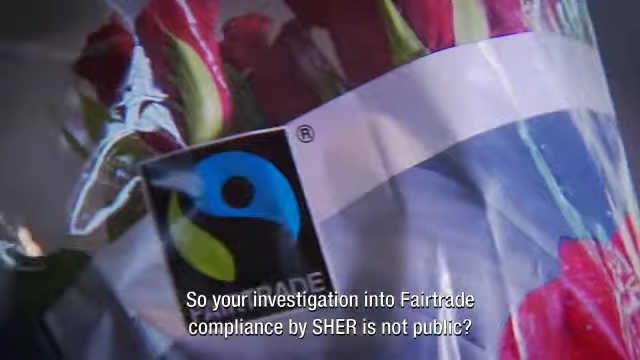 ®
FAIRTRADE
So your investigation into Fairtrade
compliance by SHER is not public?